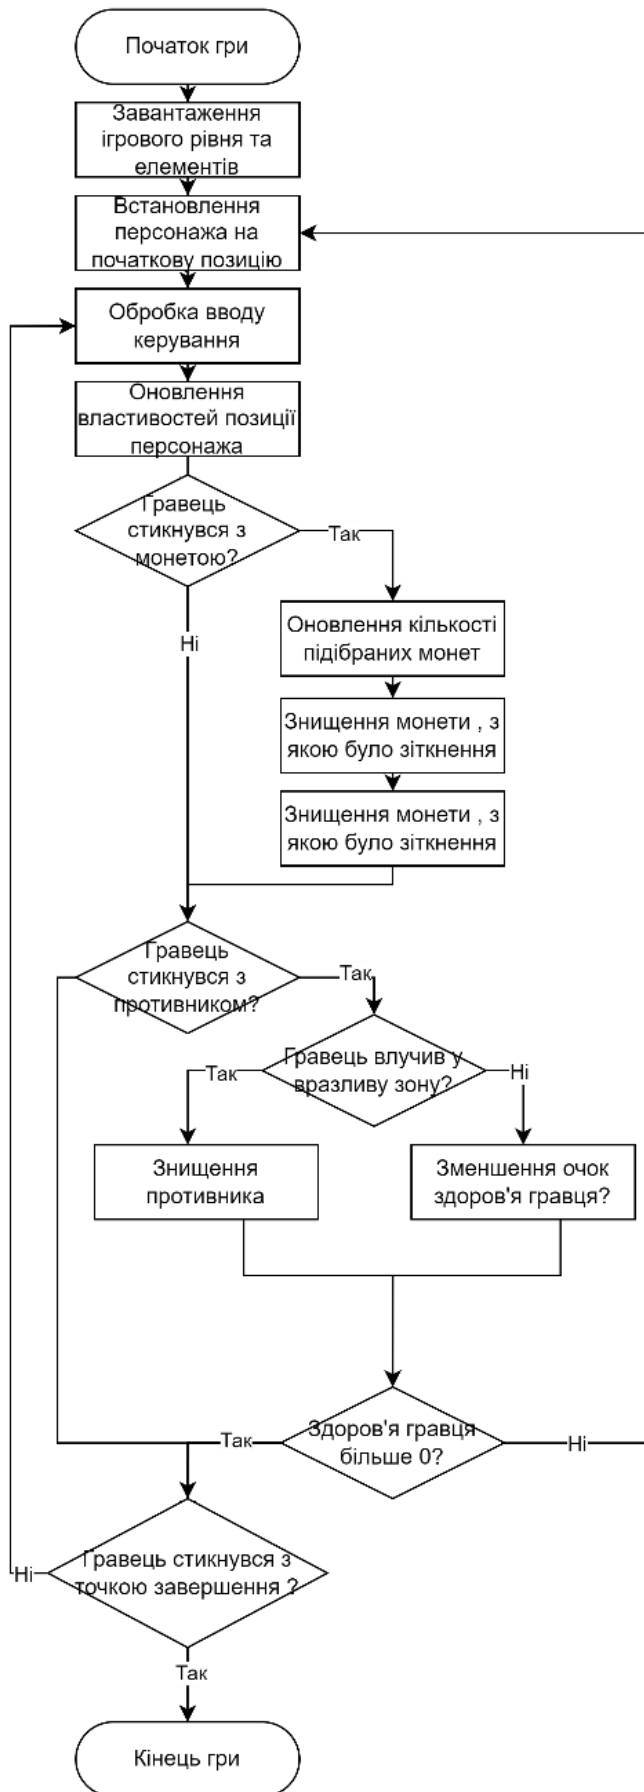 Початок гри
Завантаження
ігрового рівня та
елементів
Встановлення
персонажа на
початкову позицію
Обробка вводу
керування
Оновлення
властивостей позиції
персонажа
Гравець
стикнувся з
монетою?
Так
Ні
Оновлення кількості
підібраних монет
Знищення монети , з
якою було зіткнення
Знищення монети , з
якою було зіткнення
Гравець
стикнувся з
противником?
Так
Гравець влучив у
вразливу зону?
Так
Ні
Знищення
противника
Зменшення очок
здоров'я гравця?
Здоров'я гравця
більше 0?
Так
Ні
Гравець стикнувся з
точкою завершення ?
Ні
Так
Кінець гри